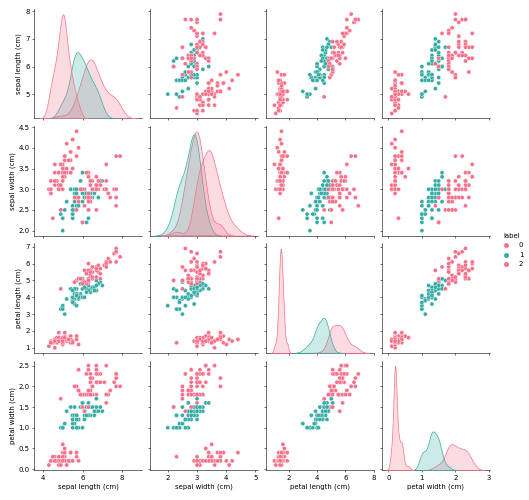 8
7
6
5
sepal length (cm)
4.5
4.0
3.5
3.0
2.5
2.0
sepal width (cm)
7
6
5
4
3
2
1
petal length (cm)
2.5
2.0
1.5
1.0
0.5
0.0
petal width (cm)
4 6 8
sepal length (cm)
2 3 4 5
sepal width (cm)
2 4 6 8
petal length (cm)
0 1 2 3
petal width (cm)
label
0
1
2